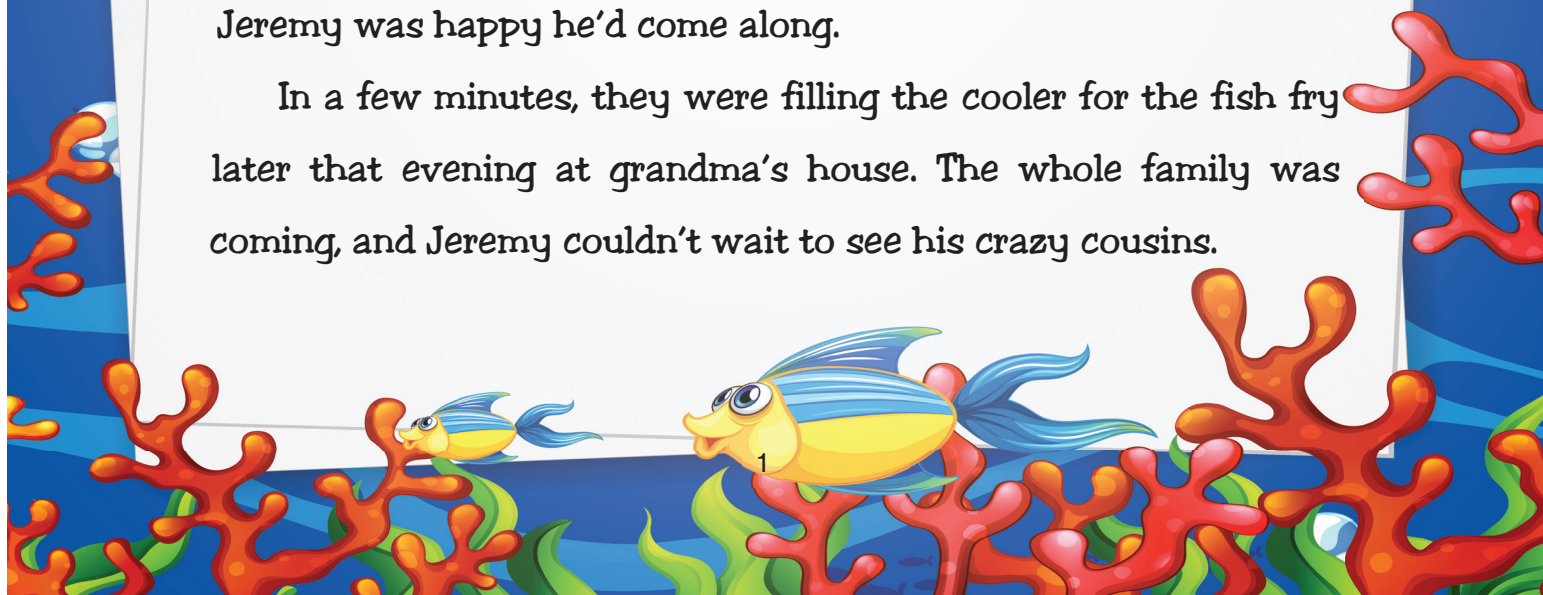 Jeremy was happy he'd come along.
In a few minutes, they were filling the cooler for the fish fry
later that evening at grandma's house. The whole family was
coming, and Jeremy couldn't wait to see his crazy cousins.
1